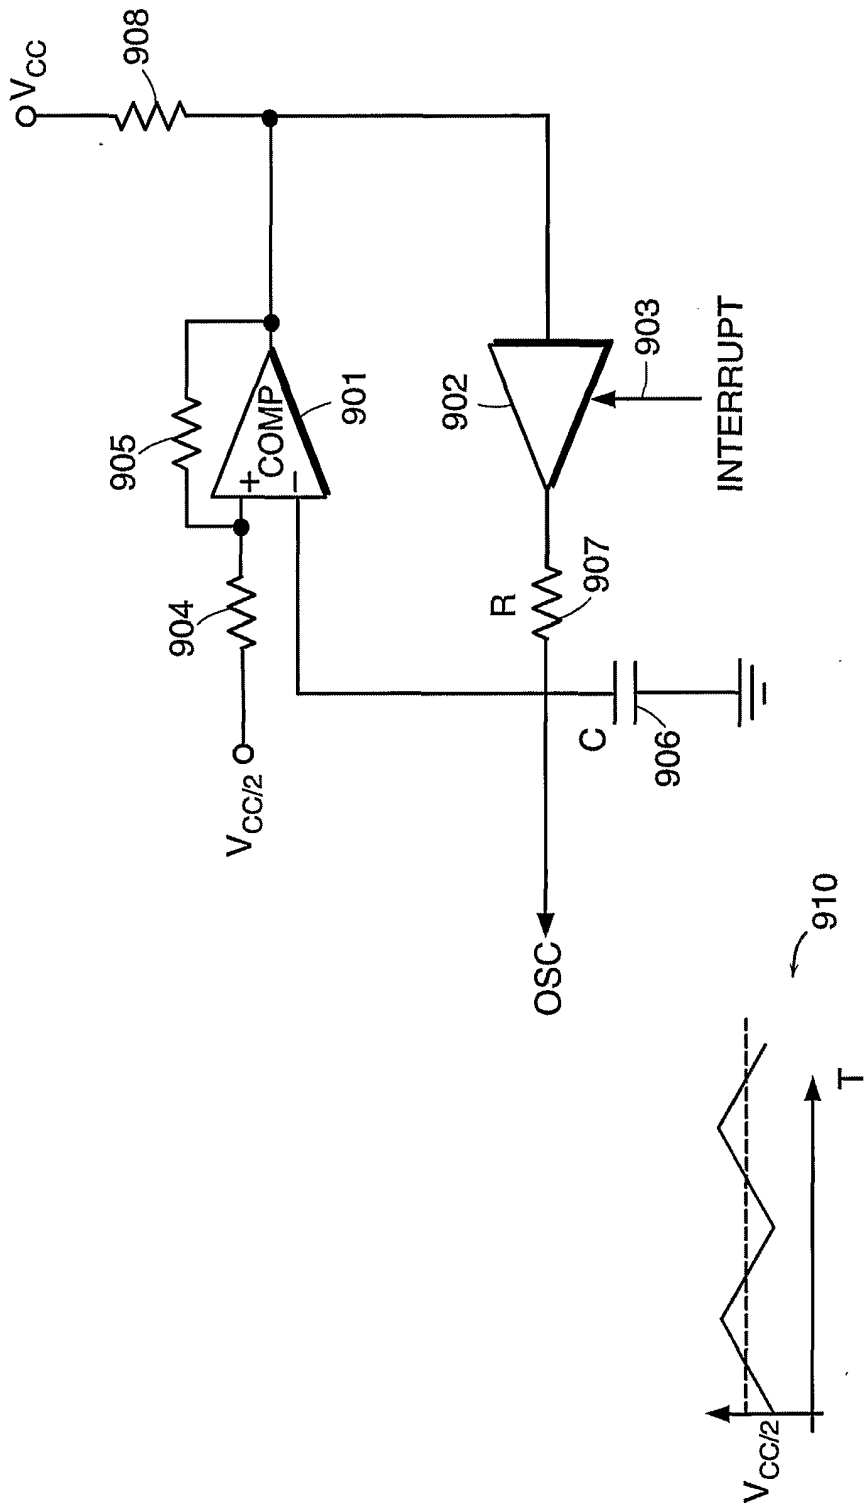 V_CC
908
905
904
V_CC/2
+
−
COMP
901
902
903
INTERRUPT
R
907
C
906
OSC
910
V_CC/2
T